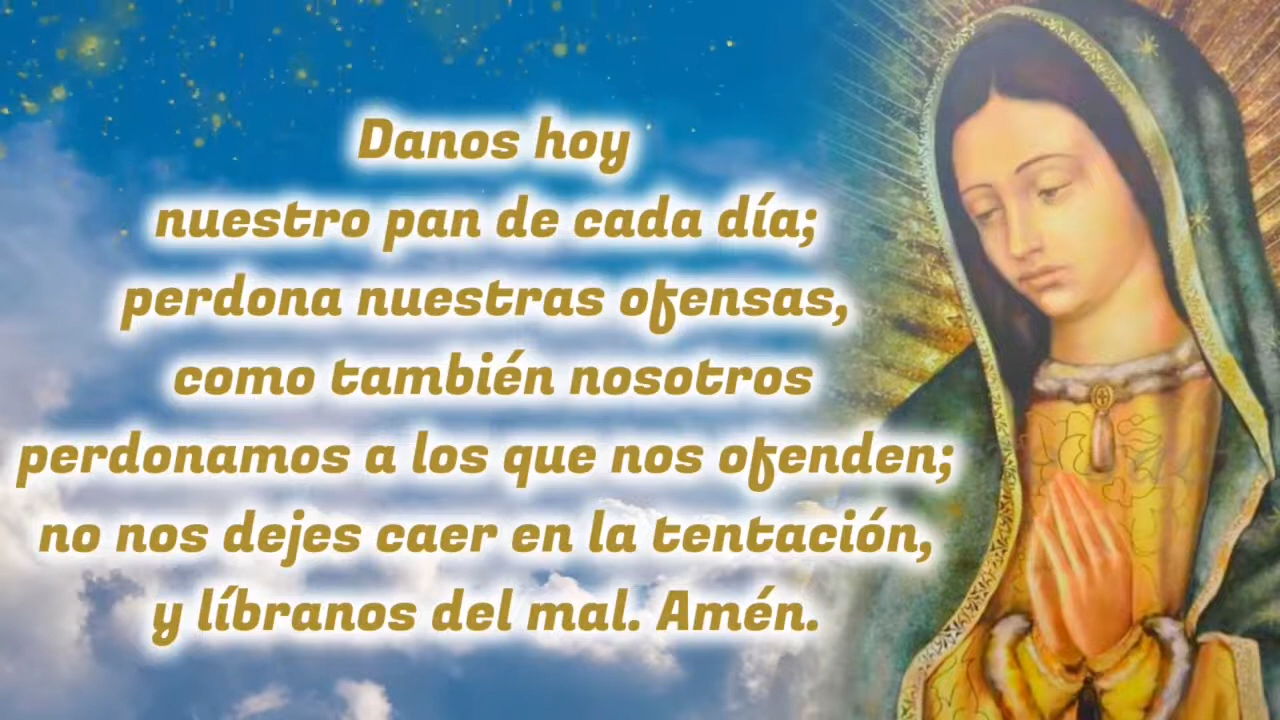 Danos hoy
nuestro pan de cada día;
perdona nuestras ofensas,
como también nosotros
perdonamos a los que nos ofenden;
no nos dejes caer en la tentación,
y líbranos del mal. Amén.